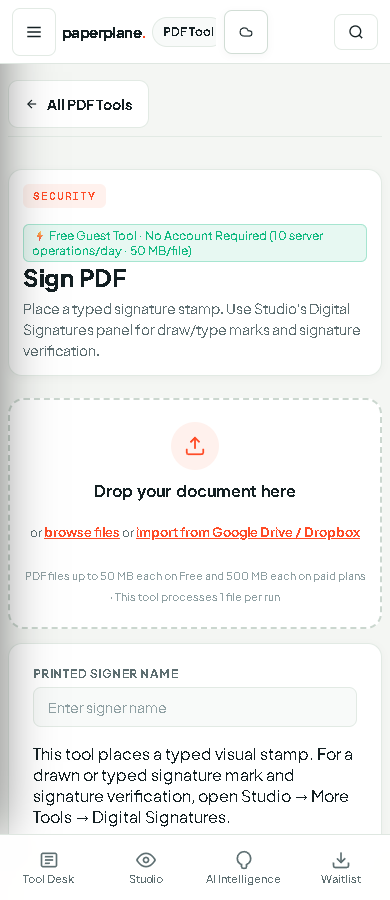 paperplane. PDF Tool
All PDF Tools
SECURITY
Free Guest Tool · No Account Required (10 server
operations/day · 50 MB/file)
Sign PDF
Place a typed signature stamp. Use Studio's Digital
Signatures panel for draw/type marks and signature
verification.
Drop your document here
or browse files or import from Google Drive / Dropbox
PDF files up to 50 MB each on Free and 500 MB each on paid plans
· This tool processes 1 file per run
PRINTED SIGNER NAME
Enter signer name
This tool places a typed visual stamp. For a
drawn or typed signature mark and
signature verification, open Studio → More
Tools → Digital Signatures.
Tool Desk Studio AI Intelligence Waitlist